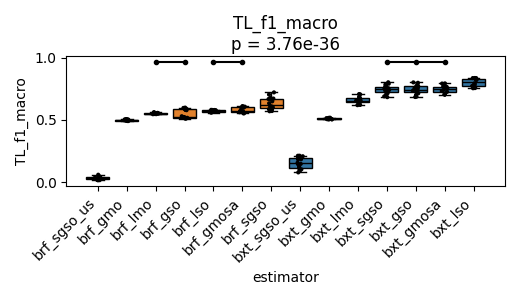 TL_f1_macro
p = 3.76e-36
TL_f1_macro
1.0
0.5
0.0
brf_sgso_us
brf_gmo
brf_lmo
brf_gso
brf_lso
brf_gmosa
brf_sgso
bxt_sgso_us
bxt_gmo
bxt_lmo
bxt_sgso
bxt_gso
bxt_gmosa
bxt_lso
estimator